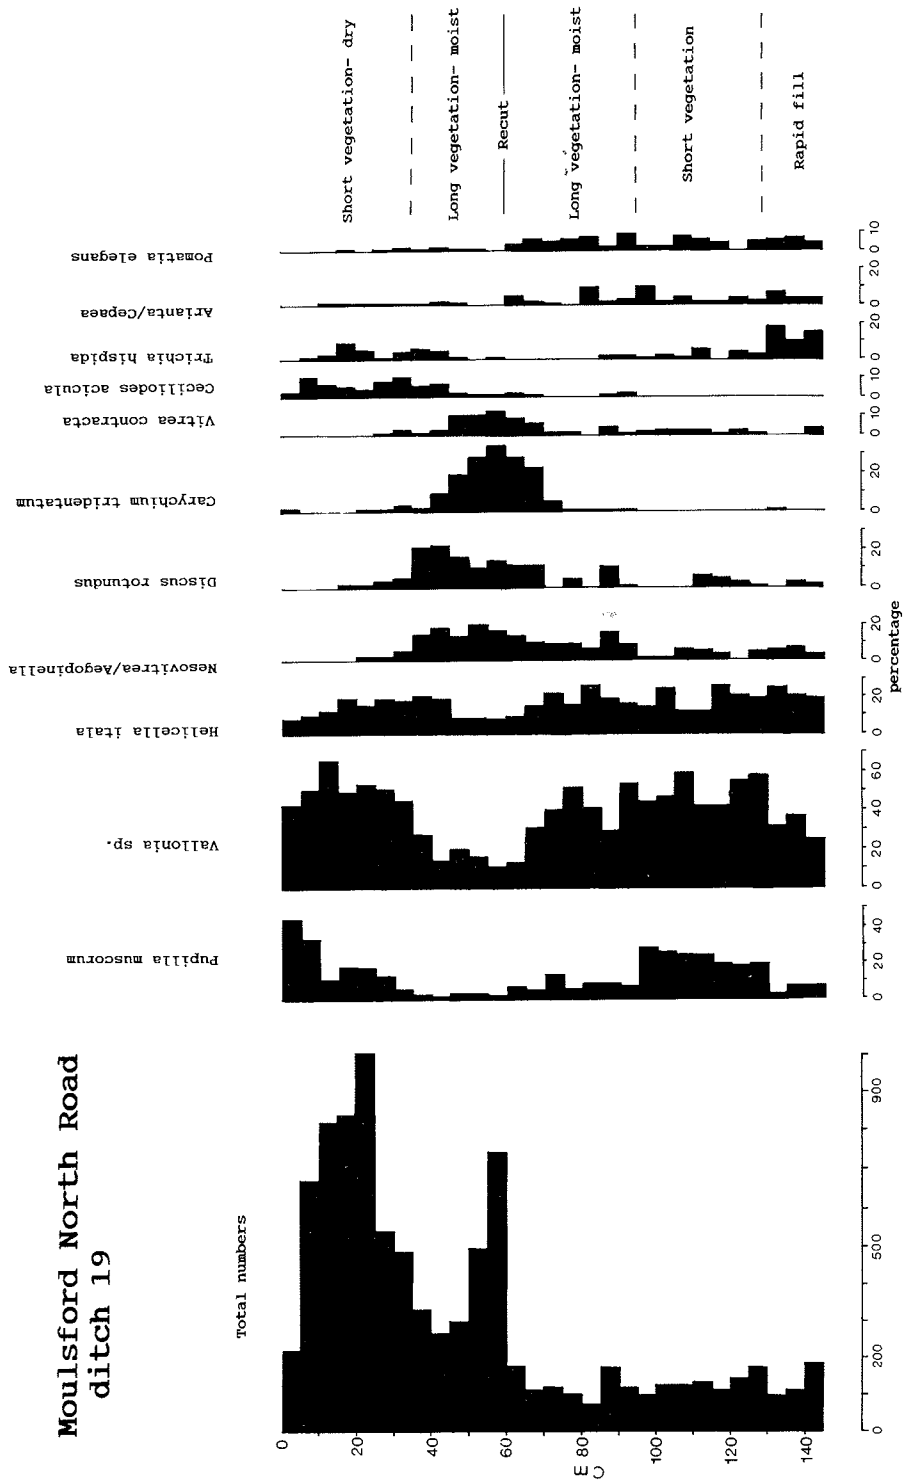 Moulsford North Road
ditch 19
Total numbers
Pupilla muscorum
Vallonia sp.
Helicella itala
Nesovitrea/Aegopinella
Discus rotundus
Carychium tridentatum
Vitrea contracta
Ceciliodes acicula
Trichia hispida
Arianta/Cepaea
Pomatia elegans
Short vegetation- dry
Long vegetation- moist
Recut
Long vegetation- moist
Short vegetation
Rapid fill
0
20
40
60
80
100
120
140
CM
0 200 500 900
0 20 40
0 20 40 60
0 20
0 20
0 20
0 20
0 10
0 10
0 20
0 20
0 10
percentage